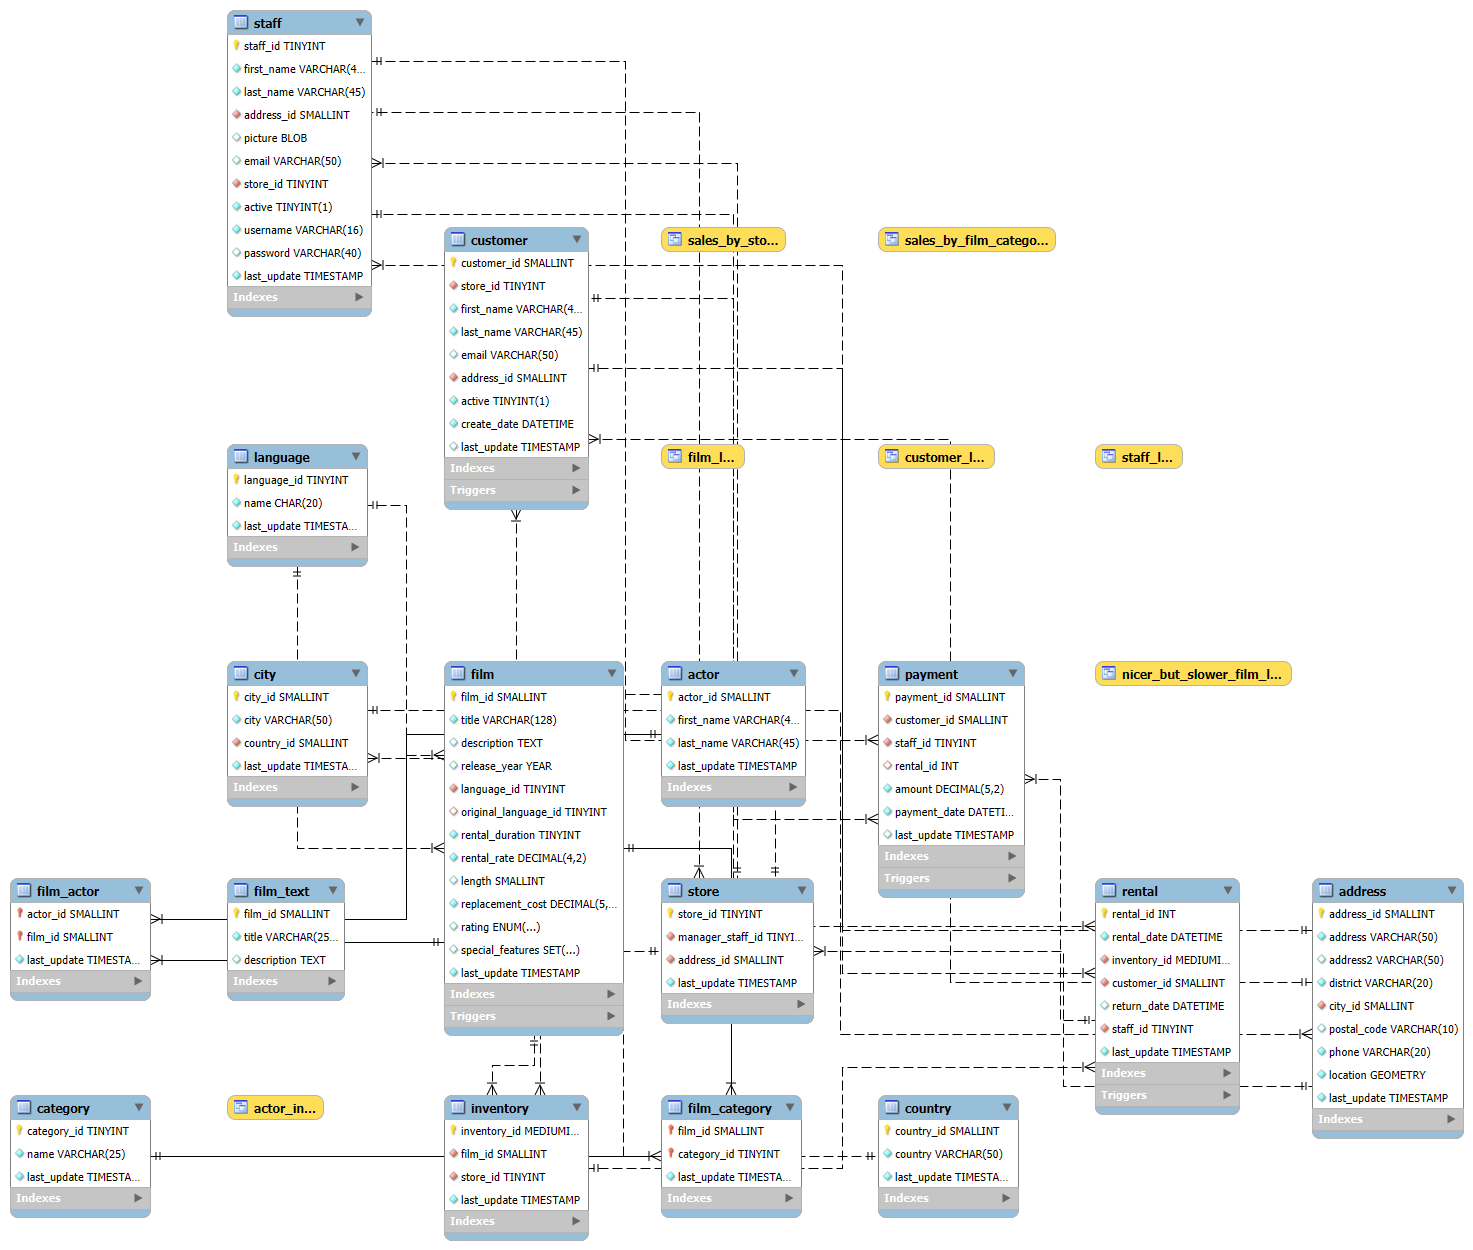 staff
staff_id TINYINT
first_name VARCHAR(4...
last_name VARCHAR(45)
address_id SMALLINT
picture BLOB
email VARCHAR(50)
store_id TINYINT
active TINYINT(1)
username VARCHAR(16)
password VARCHAR(40)
last_update TIMESTAMP
Indexes
customer
customer_id SMALLINT
store_id TINYINT
first_name VARCHAR(4...
last_name VARCHAR(45)
email VARCHAR(50)
address_id SMALLINT
active TINYINT(1)
create_date DATETIME
last_update TIMESTAMP
Indexes
Triggers
sales_by_sto...
sales_by_film_catego...
language
language_id TINYINT
name CHAR(20)
last_update TIMESTA...
Indexes
film_l...
customer_l...
staff_l...
city
city_id SMALLINT
city VARCHAR(50)
country_id SMALLINT
last_update TIMESTA...
Indexes
film
film_id SMALLINT
title VARCHAR(128)
description TEXT
release_year YEAR
language_id TINYINT
original_language_id TINYINT
rental_duration TINYINT
rental_rate DECIMAL(4,2)
length SMALLINT
replacement_cost DECIMAL(5,...
rating ENUM(...)
special_features SET(...)
last_update TIMESTAMP
Indexes
Triggers
actor
actor_id SMALLINT
first_name VARCHAR(4...
last_name VARCHAR(45)
last_update TIMESTAMP
Indexes
payment
payment_id SMALLINT
customer_id SMALLINT
staff_id TINYINT
rental_id INT
amount DECIMAL(5,2)
payment_date DATETI...
last_update TIMESTAMP
Indexes
Triggers
nicer_but_slower_film_l...
film_actor
actor_id SMALLINT
film_id SMALLINT
last_update TIMESTA...
Indexes
film_text
film_id SMALLINT
title VARCHAR(25...
description TEXT
Indexes
store
store_id TINYINT
manager_staff_id TINYI...
address_id SMALLINT
last_update TIMESTAMP
Indexes
rental
rental_id INT
rental_date DATETIME
inventory_id MEDIUMI...
customer_id SMALLINT
return_date DATETIME
staff_id TINYINT
last_update TIMESTAMP
Indexes
Triggers
address
address_id SMALLINT
address VARCHAR(50)
address2 VARCHAR(50)
district VARCHAR(20)
city_id SMALLINT
postal_code VARCHAR(10)
phone VARCHAR(20)
location GEOMETRY
last_update TIMESTAMP
Indexes
category
category_id TINYINT
name VARCHAR(25)
last_update TIMESTA...
Indexes
actor_in...
inventory
inventory_id MEDIUMI...
film_id SMALLINT
store_id TINYINT
last_update TIMESTAMP
Indexes
film_category
film_id SMALLINT
category_id TINYINT
last_update TIMESTA...
Indexes
country
country_id SMALLINT
country VARCHAR(50)
last_update TIMESTA...
Indexes